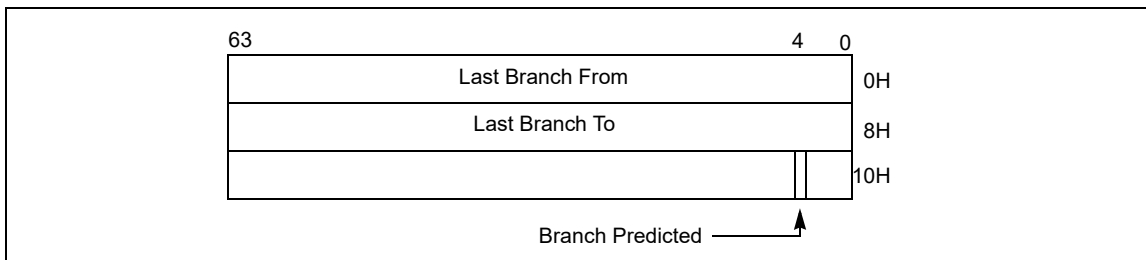 63 4 0
Last Branch From 0H
Last Branch To 8H
10H
Branch Predicted